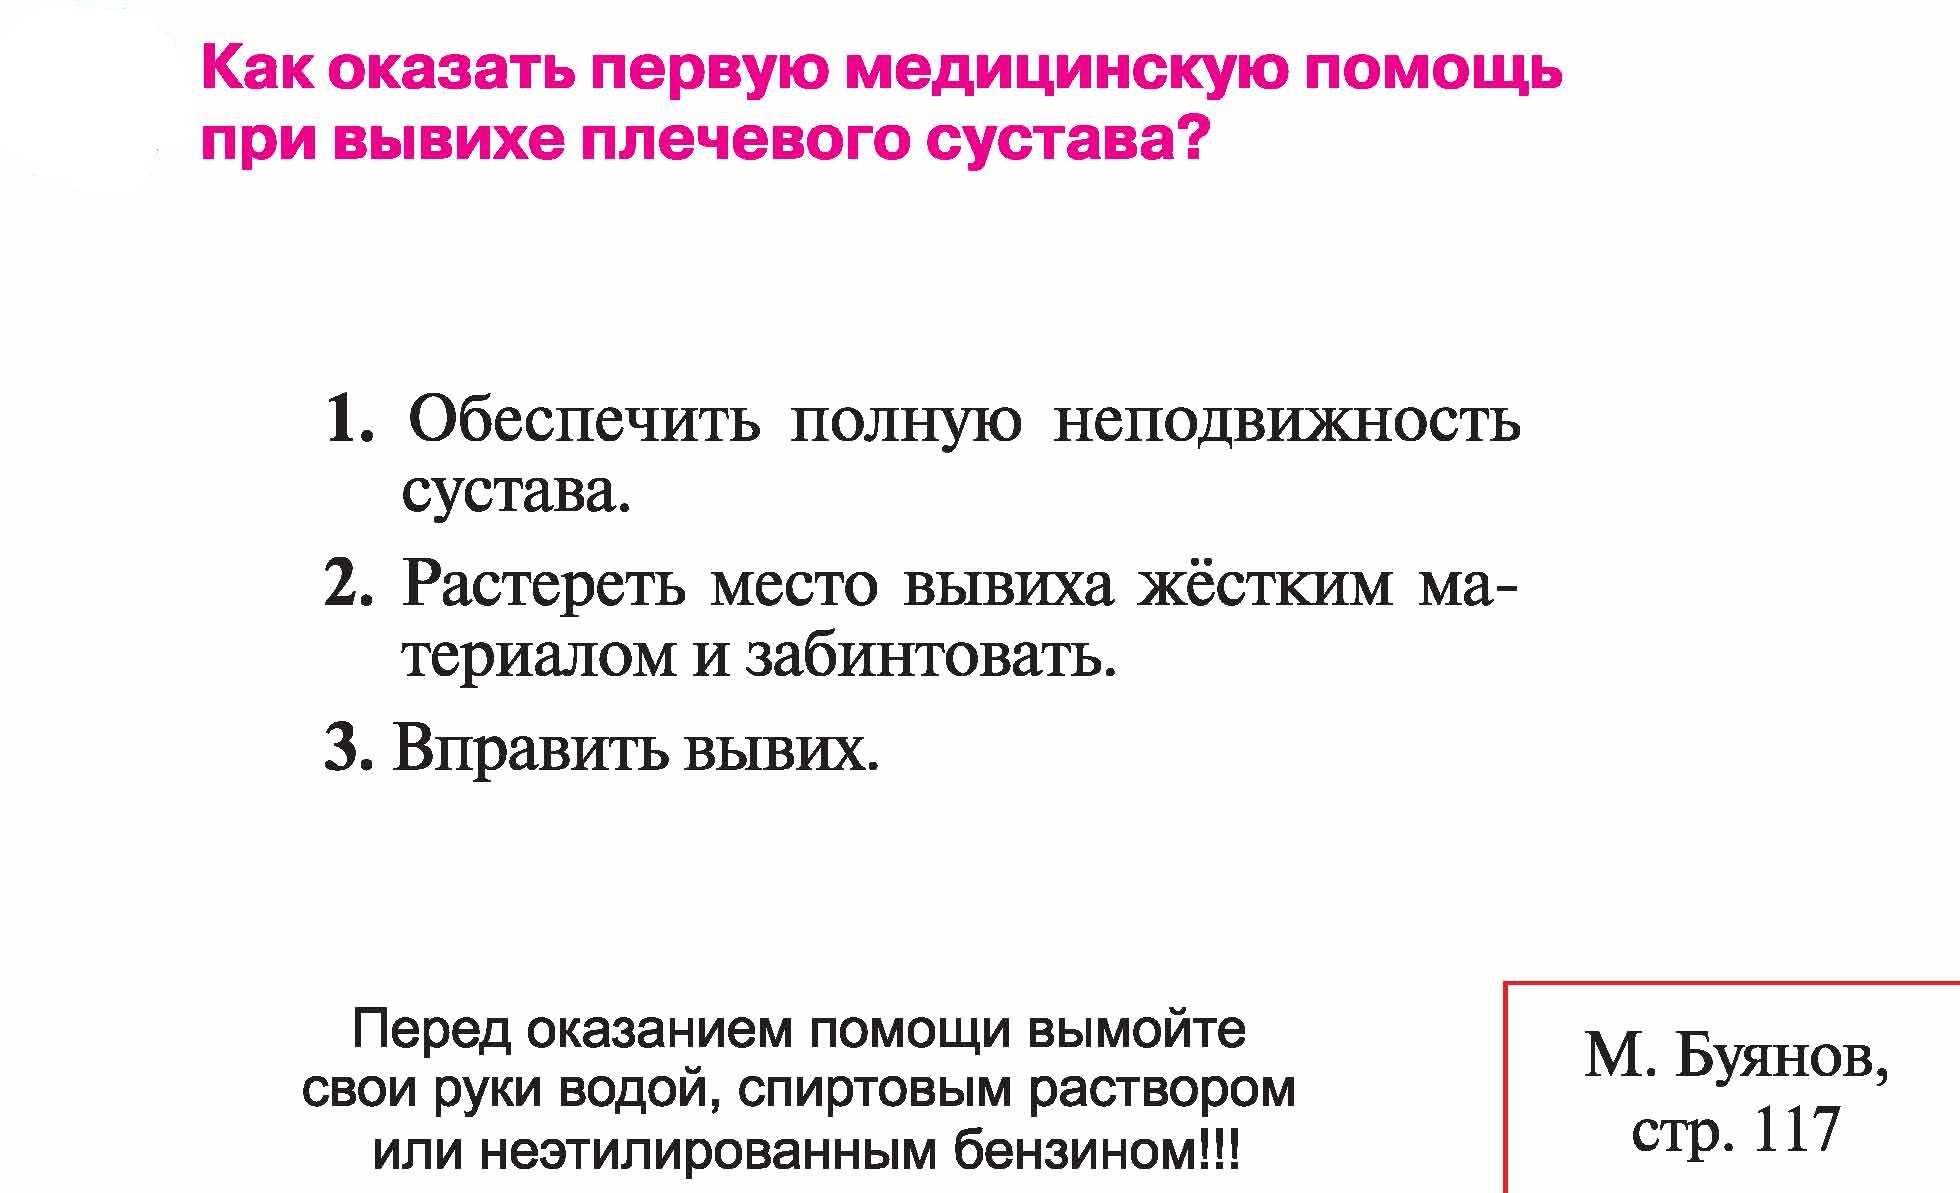 Как оказать первую медицинскую помощь
при вывихе плечевого сустава?
1. Обеспечить полную неподвижность
сустава.
2. Растереть место вывиха жёстким ма-
териалом и забинтовать.
3. Вправить вывих.
Перед оказанием помощи вымойте
свои руки водой, спиртовым раствором
или неэтилированным бензином!!!
М. Буянов,
стр. 117